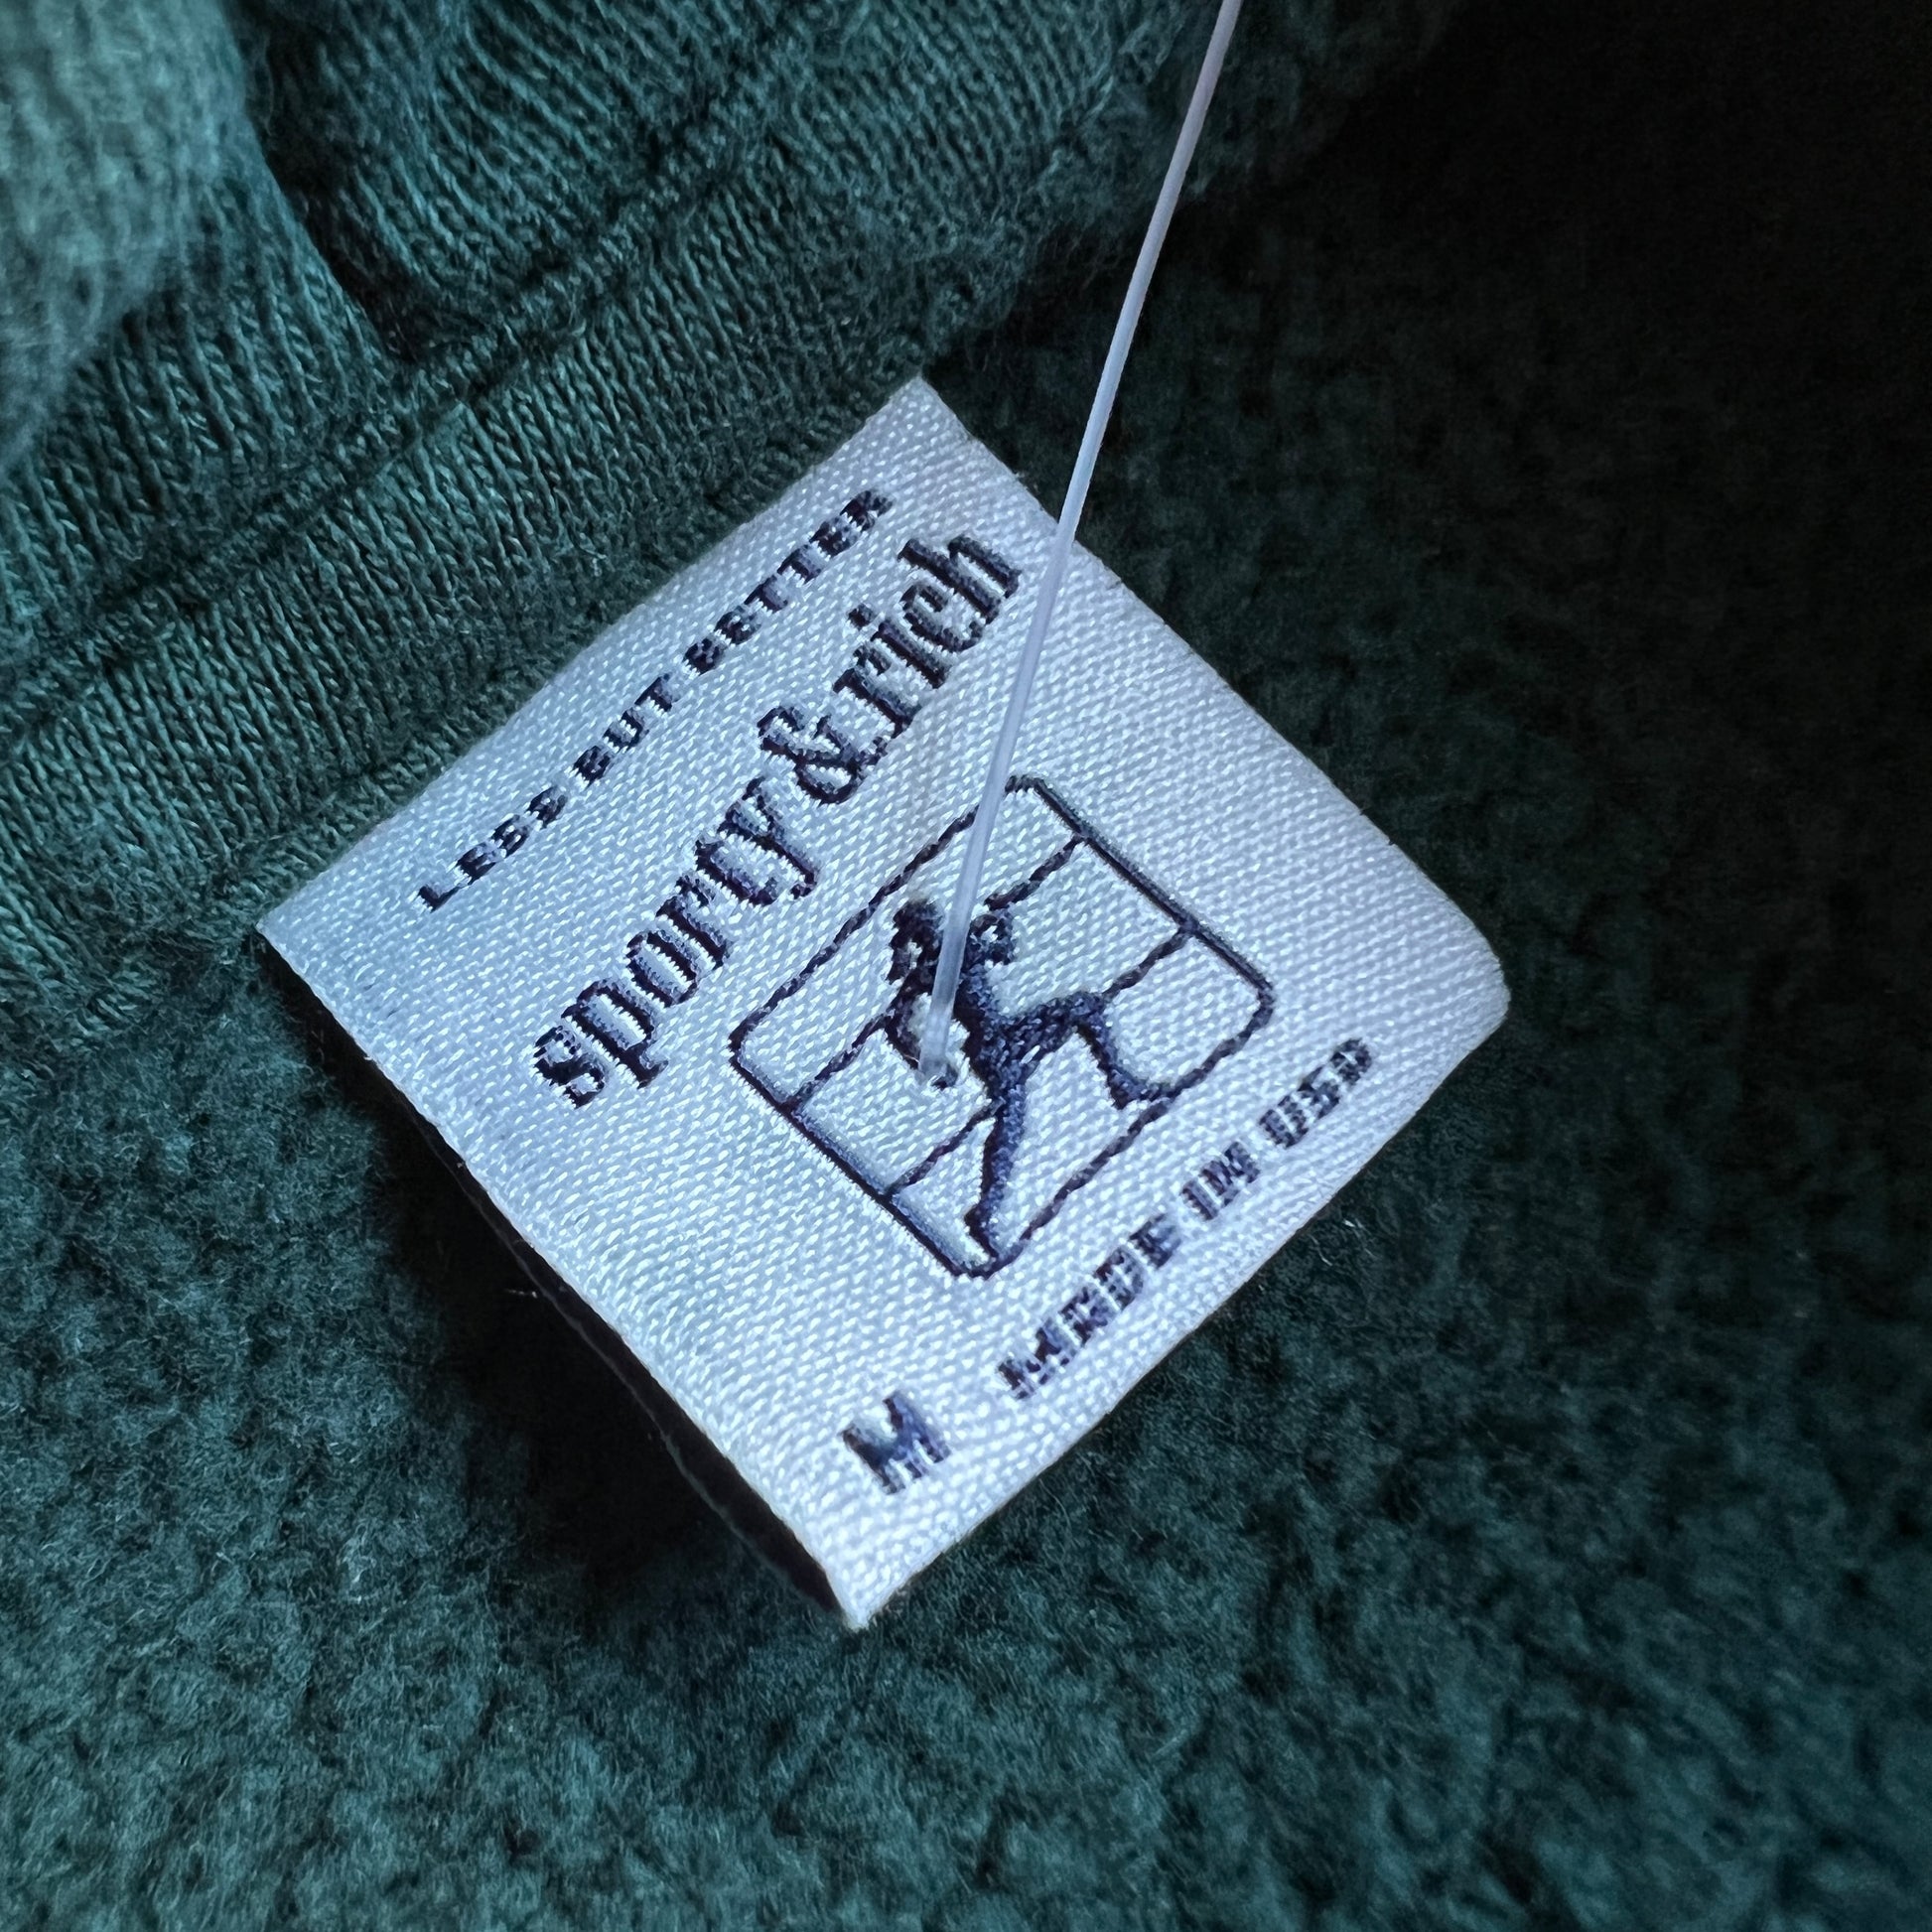 LESS BUT BETTER
sporty & rich
M MADE IN USA